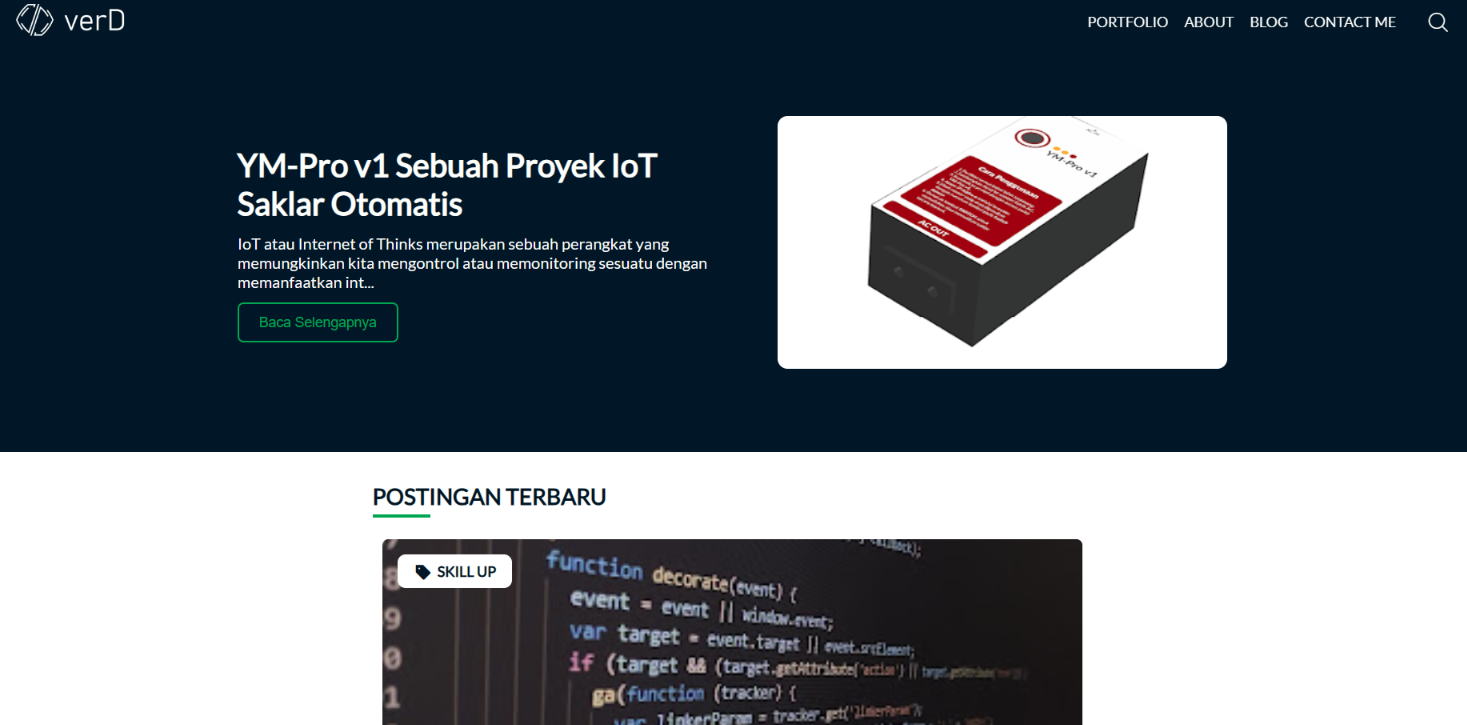 verD
PORTFOLIO ABOUT BLOG CONTACT ME
YM-Pro v1 Sebuah Proyek IoT
Saklar Otomatis
IoT atau Internet of Thinks merupakan sebuah perangkat yang
memungkinkan kita mengontrol atau memonitoring sesuatu dengan
memanfaatkan int...
Baca Selengapnya
YM-Pro v1
Cara Penggunaan
AC OUT
POSTINGAN TERBARU
SKILL UP
function decorate(event) {
event = event || window.event;
var target = event.target || event.srcElement;
if (target && (target.getAttribute('action') ||
ga(function (tracker) {
var linkerParam = tracker.get('linkerParam');
9
0
1